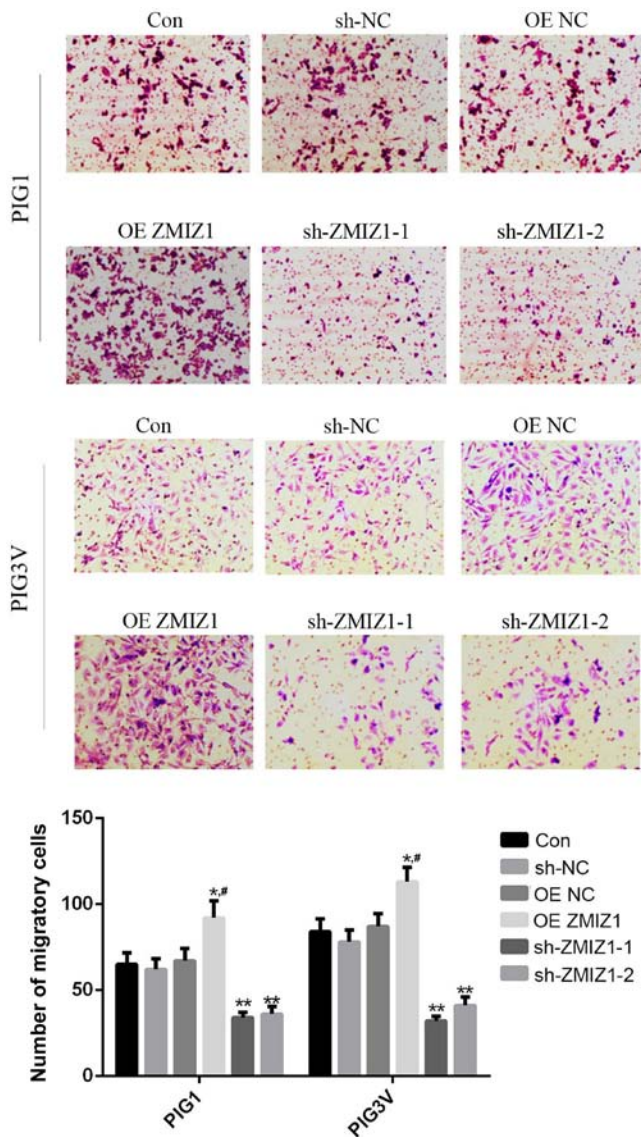 Con sh-NC OE NC
PIG1
OE ZMIZ1 sh-ZMIZ1-1 sh-ZMIZ1-2
Con sh-NC OE NC
PIG3V
OE ZMIZ1 sh-ZMIZ1-1 sh-ZMIZ1-2
Number of migratory cells
150
100
50
0
*,#
** **
*,#
** **
PIG1 PIG3V
Con
sh-NC
OE NC
OE ZMIZ1
sh-ZMIZ1-1
sh-ZMIZ1-2